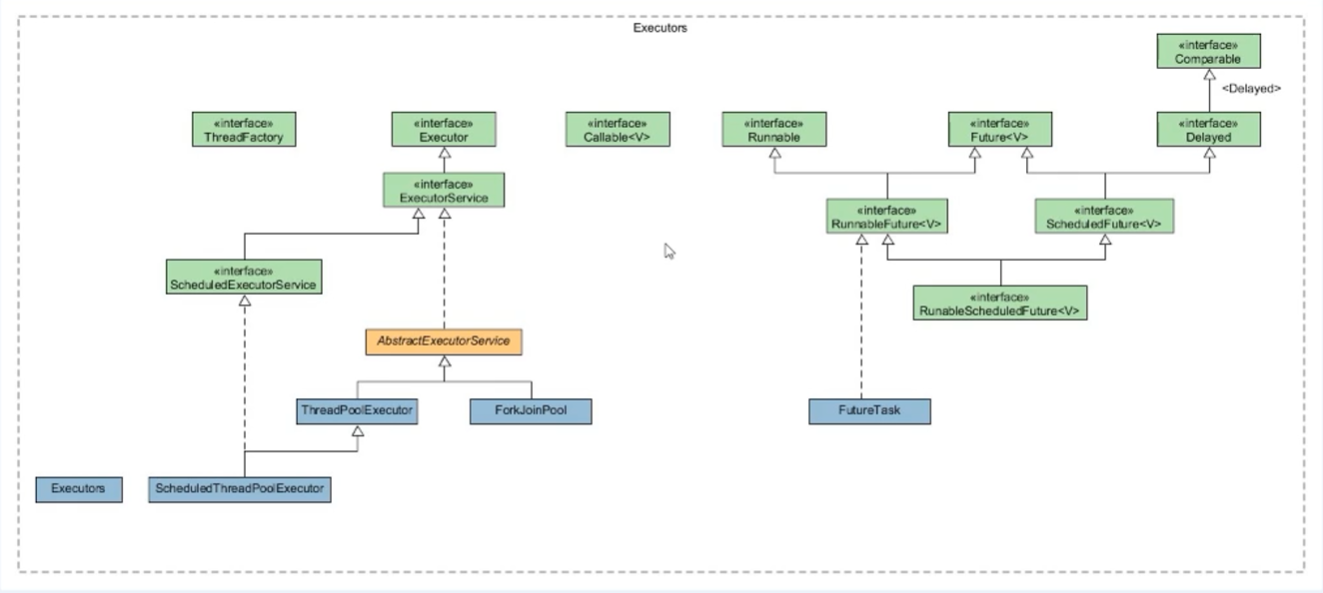 Executors
«interface»
Comparable
<Delayed>
«interface»
ThreadFactory
«interface»
Executor
«interface»
Callable<V>
«interface»
Runnable
«interface»
Future<V>
«interface»
Delayed
«interface»
ExecutorService
«interface»
RunnableFuture<V>
«interface»
ScheduledFuture<V>
«interface»
ScheduledExecutorService
«interface»
RunableScheduledFuture<V>
AbstractExecutorService
ThreadPoolExecutor
ForkJoinPool
FutureTask
Executors
ScheduledThreadPoolExecutor